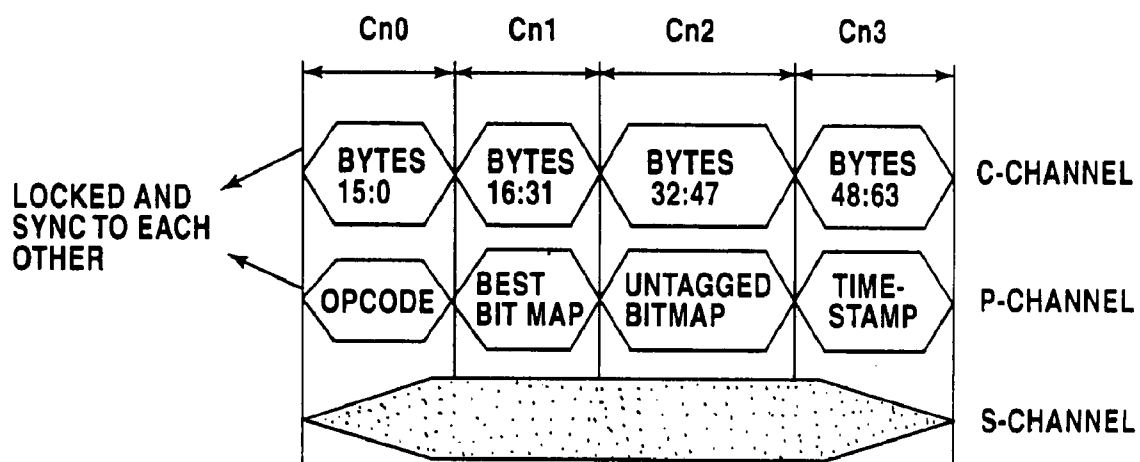 Cn0 Cn1 Cn2 Cn3
BYTES 15:0
BYTES 16:31
BYTES 32:47
BYTES 48:63
C-CHANNEL
LOCKED AND
SYNC TO EACH
OTHER
OPCODE
BEST
BIT MAP
UNTAGGED
BITMAP
TIME-
STAMP
P-CHANNEL
S-CHANNEL